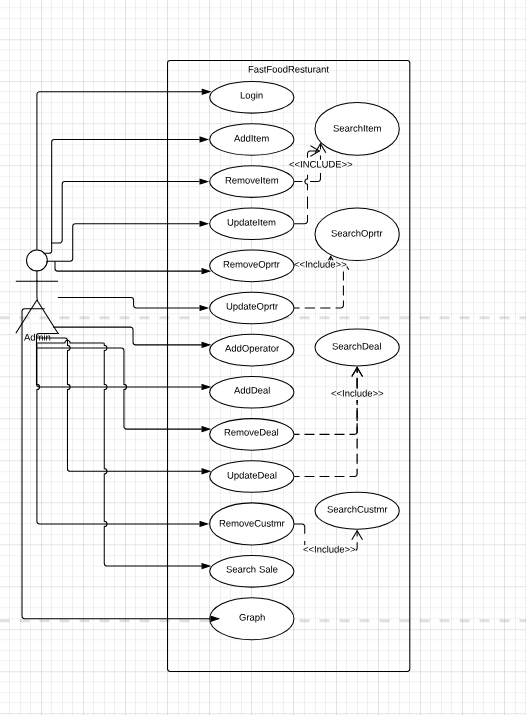 FastFoodResturant
Login
AddItem
SearchItem
<<INCLUDE>>
RemoveItem
UpdateItem
SearchOprtr
RemoveOprtr
<<Include>>
UpdateOprtr
Admin
AddOperator
SearchDeal
AddDeal
<<Include>>
RemoveDeal
UpdateDeal
SearchCustmr
RemoveCustmr
<<Include>>
Search Sale
Graph